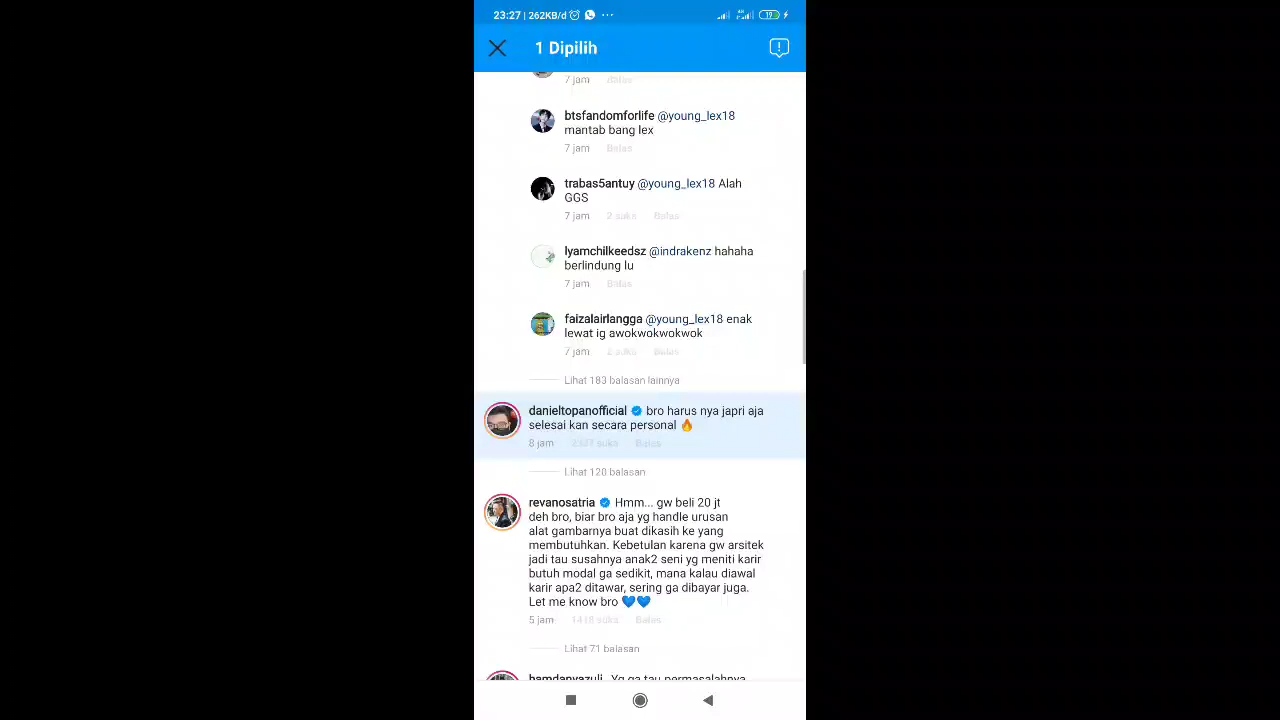 23:27 | 262KB/d
19
1 Dipilih
7 jam Balas
btsfandomforlife @young_lex18
mantab bang lex
7 jam Balas
trabas5antuy @young_lex18 Alah
GGS
7 jam 2 suka Balas
lyamchilkeedsz @indrakenz hahaha
berlindung lu
7 jam Balas
faizalairlangga @young_lex18 enak
lewat ig awokwokwokwok
7 jam 2 suka Balas
Lihat 183 balasan lainnya
danieltopanofficial bro harus nya japri aja
selesai kan secara personal 🔥
8 jam 2337 suka Balas
Lihat 120 balasan
revanosatria Hmm... gw beli 20 jt
deh bro, biar bro aja yg handle urusan
alat gambarnya buat dikasih ke yang
membutuhkan. Kebetulan karena gw arsitek
jadi tau susahnya anak2 seni yg meniti karir
butuh modal ga sedikit, mana kalau diawal
karir apa2 ditawar, sering ga dibayar juga.
Let me know bro 💙💙
5 jam 1418 suka Balas
Lihat 71 balasan
hamdanyazuli_ Yg ga tau permasalahnya